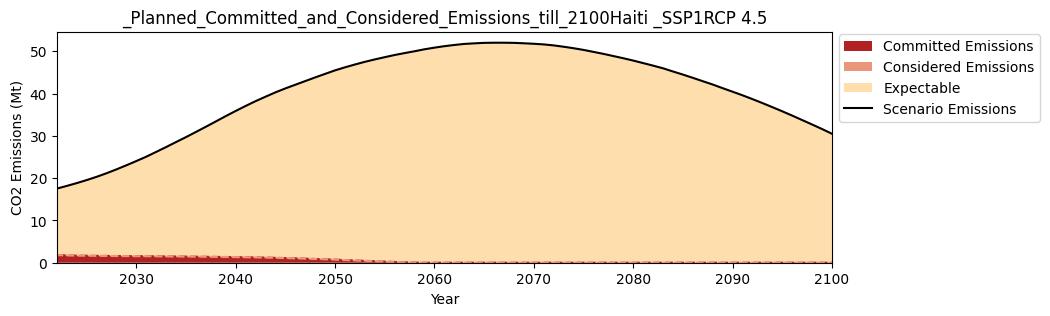 _Planned_Committed_and_Considered_Emissions_till_2100Haiti _SSP1RCP 4.5
Committed Emissions
Considered Emissions
Expectable
Scenario Emissions
CO2 Emissions (Mt)
50
40
30
20
10
0
2030 2040 2050 2060 2070 2080 2090 2100
Year